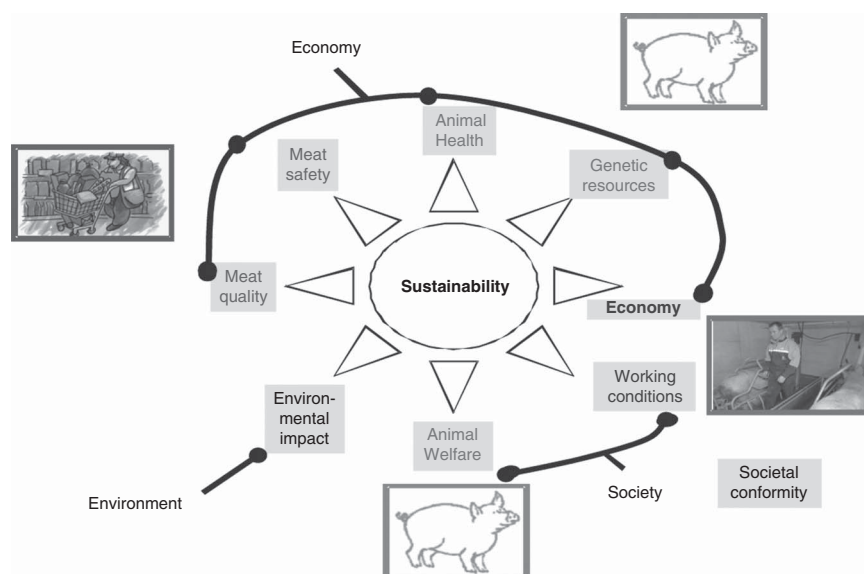 Economy
Animal
Health
Meat
safety
Genetic
resources
Meat
quality
Sustainability
Economy
Working
conditions
Environ-
mental
impact
Animal
Welfare
Environment
Society
Societal
conformity